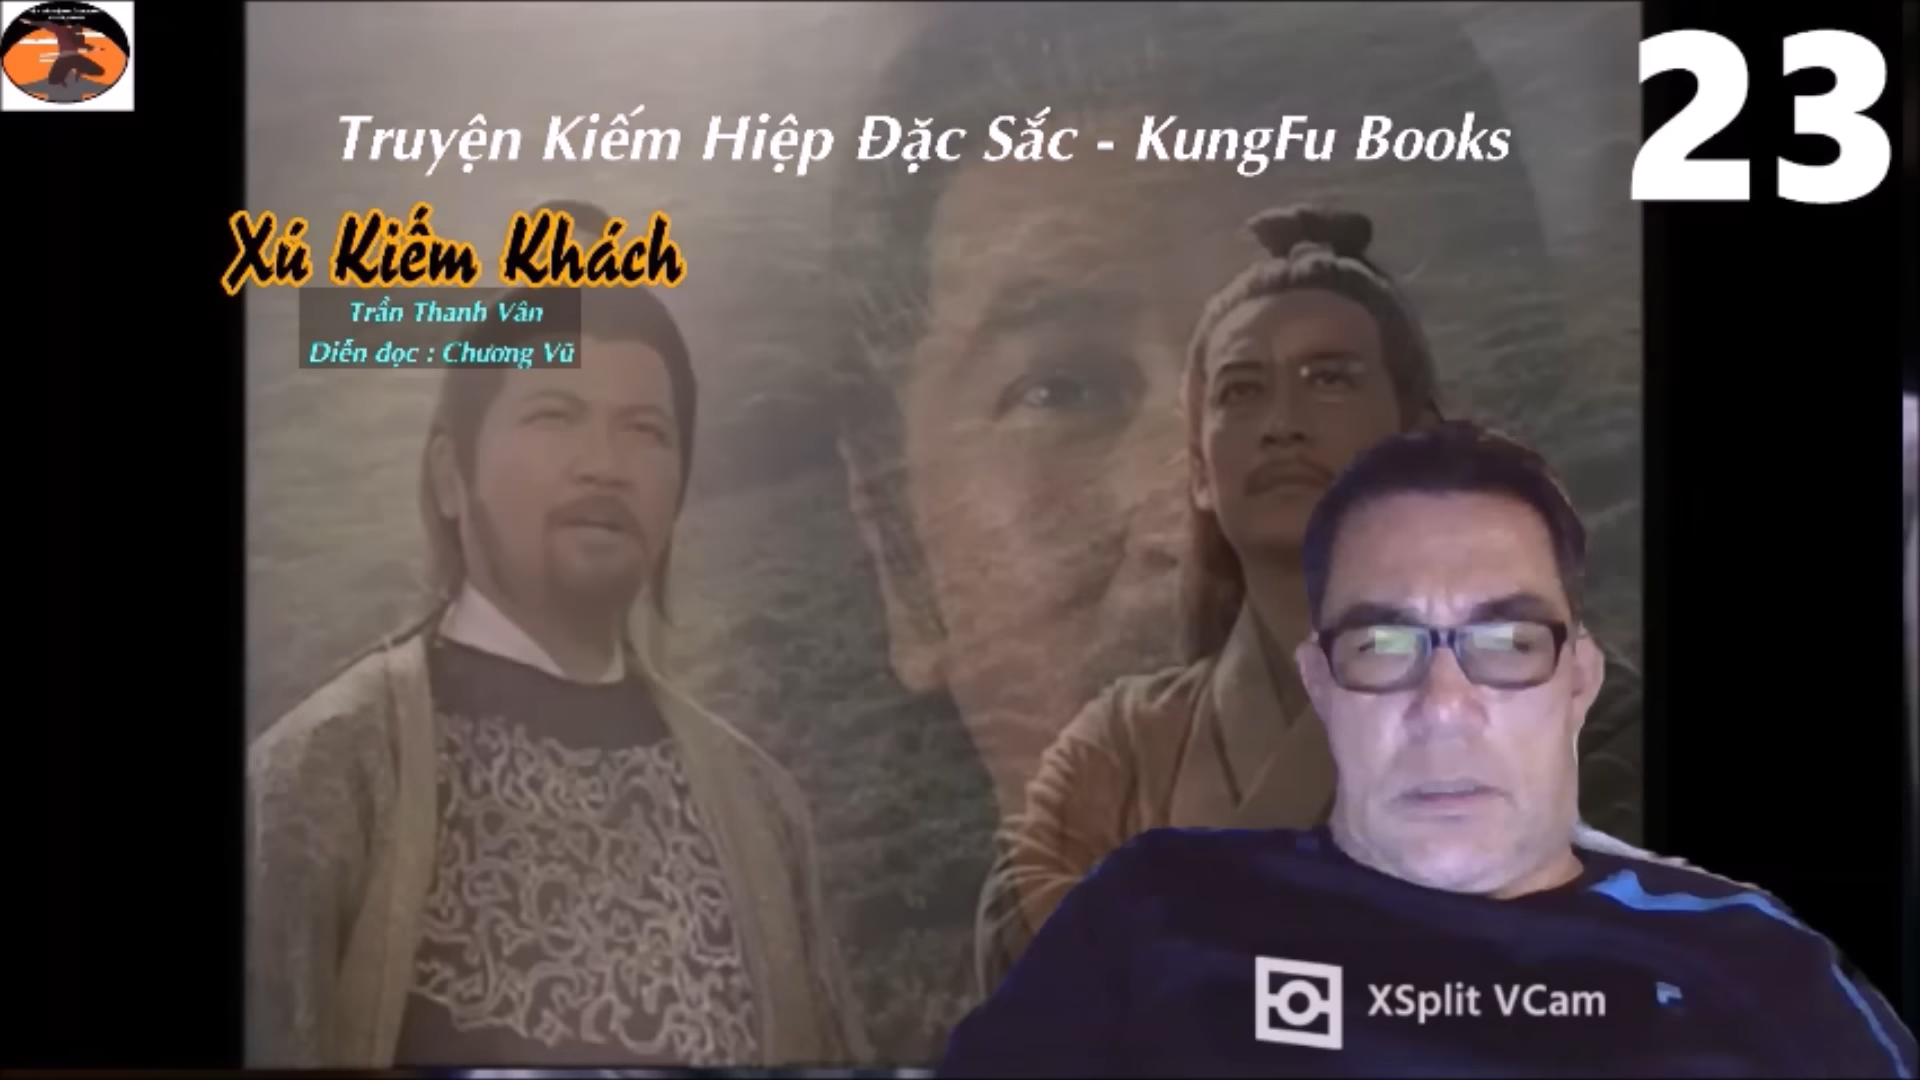 Truyện Kiếm Hiệp Đặc Sắc - KungFu Books
23
Xú Kiếm Khách
Trần Thanh Vân
Diễn đọc : Chương Vũ
XSplit VCam